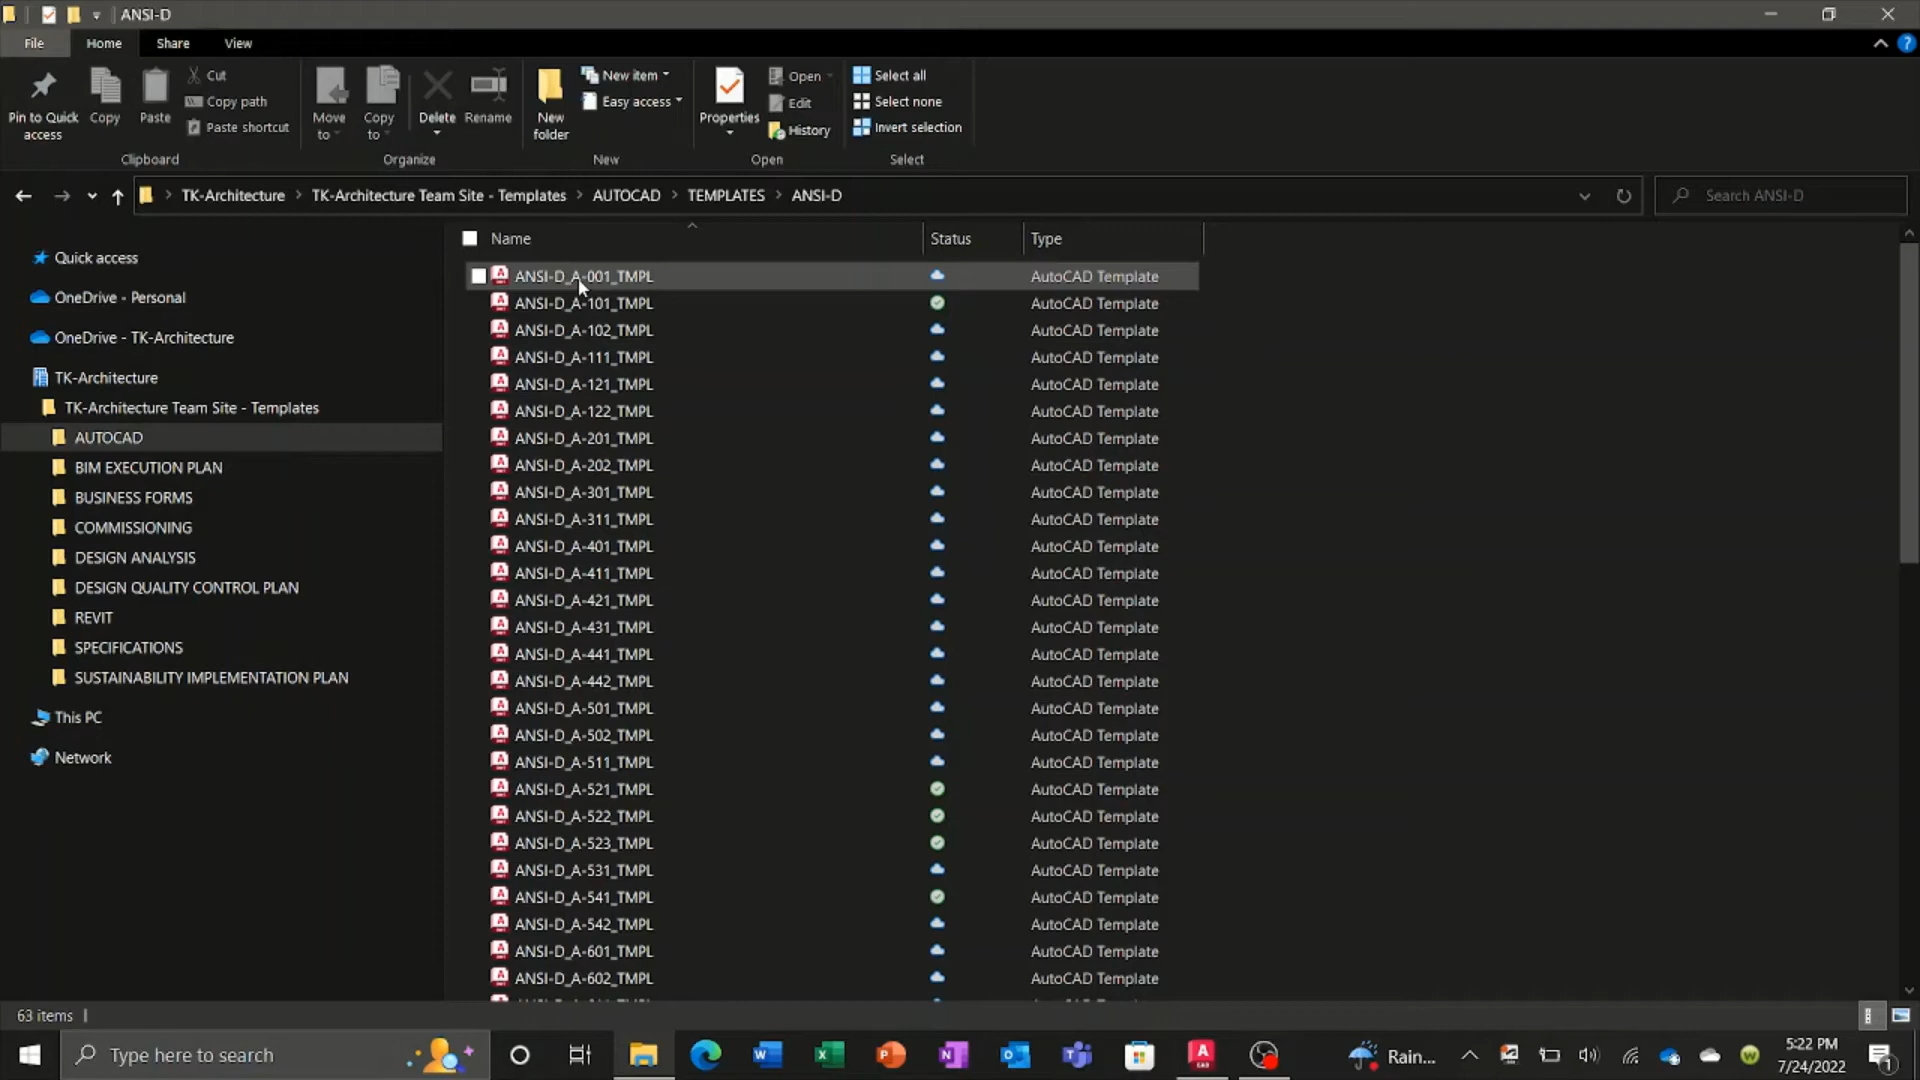 ANSI-D
File Home Share View
Pin to Quick access
Copy
Paste
Cut
Copy path
Paste shortcut
Move to
Copy to
Delete
Rename
New folder
New item
Easy access
Properties
Open
Edit
History
Select all
Select none
Invert selection
Clipboard Organize New Open Select
TK-Architecture TK-Architecture Team Site - Templates AUTOCAD TEMPLATES ANSI-D
Search ANSI-D
Quick access
OneDrive - Personal
OneDrive - TK-Architecture
TK-Architecture
TK-Architecture Team Site - Templates
AUTOCAD
BIM EXECUTION PLAN
BUSINESS FORMS
COMMISSIONING
DESIGN ANALYSIS
DESIGN QUALITY CONTROL PLAN
REVIT
SPECIFICATIONS
SUSTAINABILITY IMPLEMENTATION PLAN
This PC
Network
Name Status Type
ANSI-D_A-001_TMPL AutoCAD Template
ANSI-D_A-101_TMPL AutoCAD Template
ANSI-D_A-102_TMPL AutoCAD Template
ANSI-D_A-111_TMPL AutoCAD Template
ANSI-D_A-121_TMPL AutoCAD Template
ANSI-D_A-122_TMPL AutoCAD Template
ANSI-D_A-201_TMPL AutoCAD Template
ANSI-D_A-202_TMPL AutoCAD Template
ANSI-D_A-301_TMPL AutoCAD Template
ANSI-D_A-311_TMPL AutoCAD Template
ANSI-D_A-401_TMPL AutoCAD Template
ANSI-D_A-411_TMPL AutoCAD Template
ANSI-D_A-421_TMPL AutoCAD Template
ANSI-D_A-431_TMPL AutoCAD Template
ANSI-D_A-441_TMPL AutoCAD Template
ANSI-D_A-442_TMPL AutoCAD Template
ANSI-D_A-501_TMPL AutoCAD Template
ANSI-D_A-502_TMPL AutoCAD Template
ANSI-D_A-511_TMPL AutoCAD Template
ANSI-D_A-521_TMPL AutoCAD Template
ANSI-D_A-522_TMPL AutoCAD Template
ANSI-D_A-523_TMPL AutoCAD Template
ANSI-D_A-531_TMPL AutoCAD Template
ANSI-D_A-541_TMPL AutoCAD Template
ANSI-D_A-542_TMPL AutoCAD Template
ANSI-D_A-601_TMPL AutoCAD Template
ANSI-D_A-602_TMPL AutoCAD Template
63 items
Type here to search
Rain...
5:22 PM
7/24/2022
1